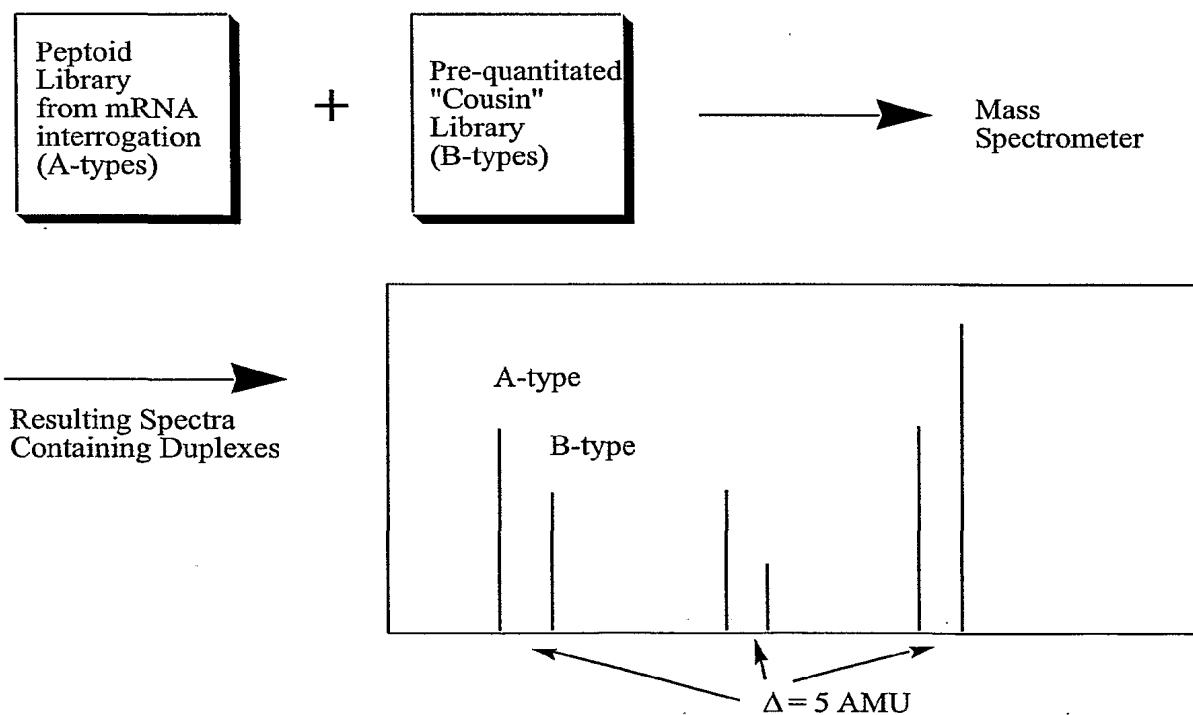 Peptoid
Library
from mRNA
interrogation
(A-types)
+
Pre-quantitated
"Cousin"
Library
(B-types)
Mass
Spectrometer
Resulting Spectra
Containing Duplexes
A-type
B-type
Δ = 5 AMU